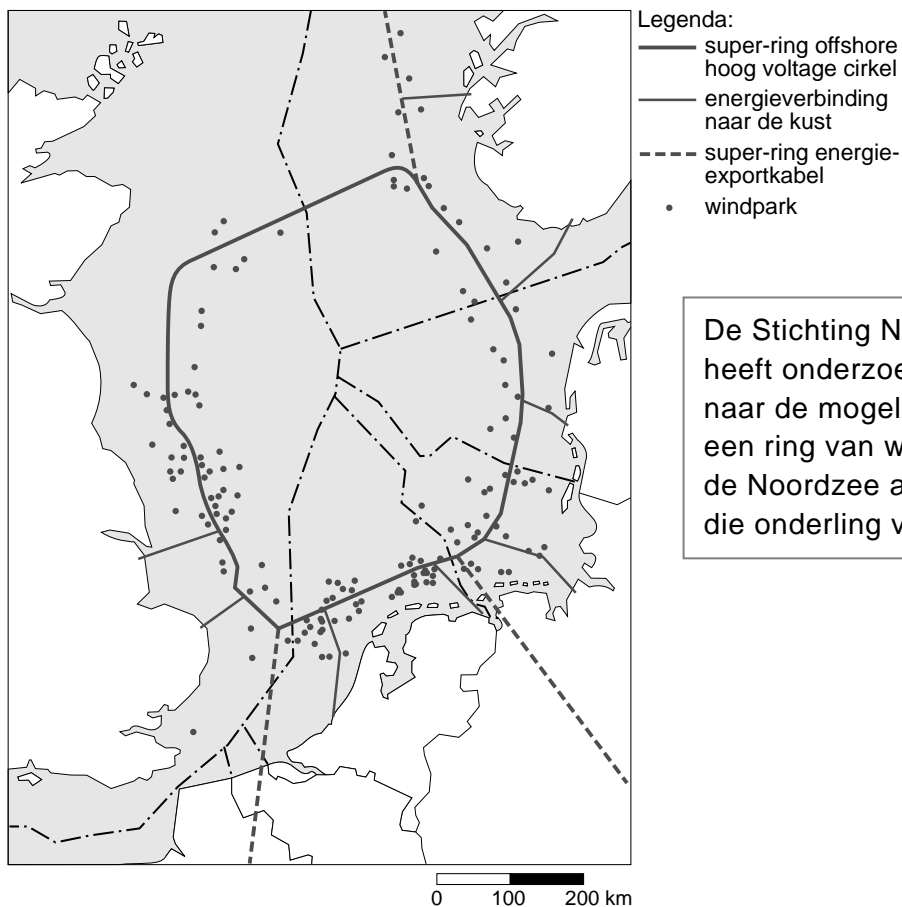 Legenda:
super-ring offshore
hoog voltage cirkel
energieverbinding
naar de kust
super-ring energie-
exportkabel
windpark
De Stichting N
heeft onderzoe
naar de mogel
een ring van w
de Noordzee a
die onderling v
0 100 200 km